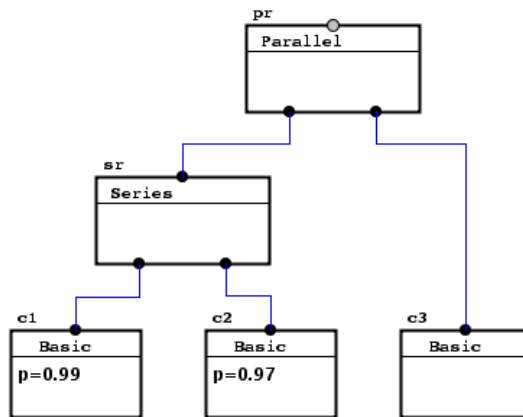 pr
Parallel
sr
Series
c1
Basic
p=0.99
c2
Basic
p=0.97
c3
Basic